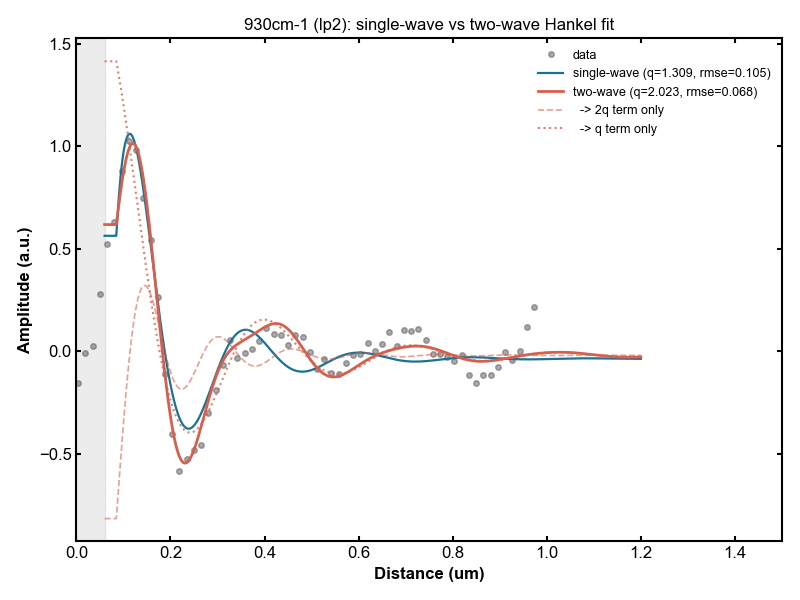 930cm-1 (lp2): single-wave vs two-wave Hankel fit
data
single-wave (q=1.309, rmse=0.105)
two-wave (q=2.023, rmse=0.068)
-> 2q term only
-> q term only
Amplitude (a.u.)
1.5
1.0
0.5
0.0
−0.5
0.0 0.2 0.4 0.6 0.8 1.0 1.2 1.4
Distance (um)